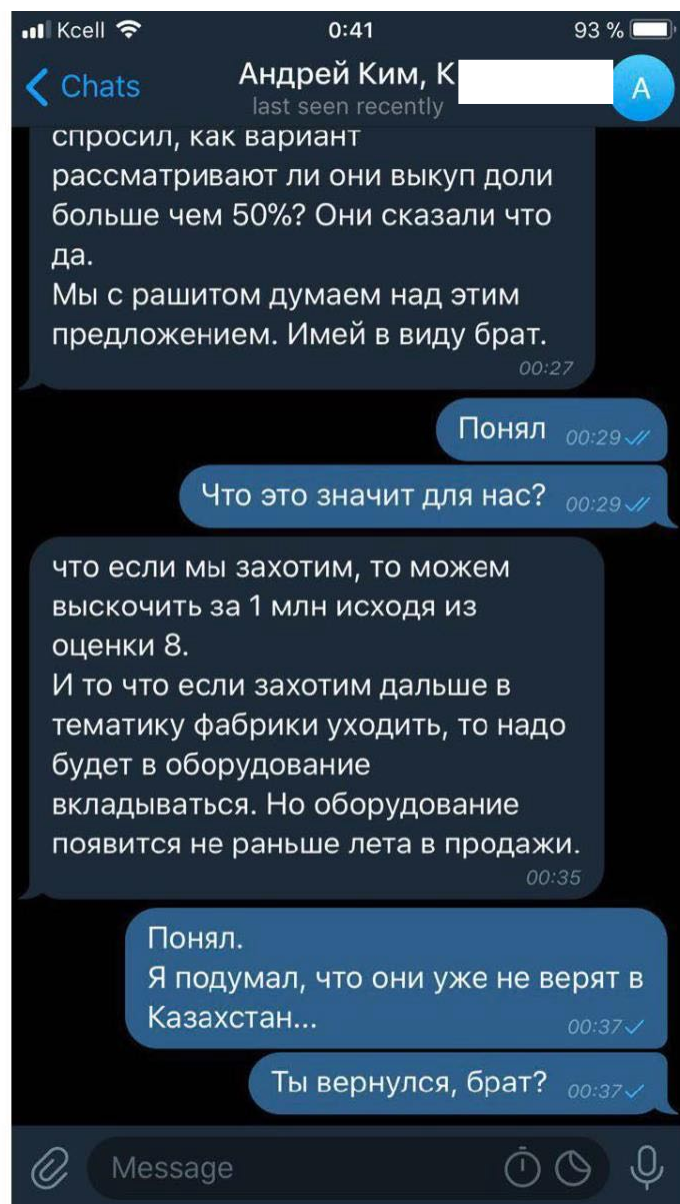 Kcell 0:41 93 %
Chats Андрей Ким, К А
last seen recently
спросил, как вариант
рассматривают ли они выкуп доли
больше чем 50%? Они сказали что
да.
Мы с рашитом думаем над этим
предложением. Имей в виду брат.
00:27
Понял 00:29
Что это значит для нас? 00:29
что если мы захотим, то можем
выскочить за 1 млн исходя из
оценки 8.
И то что если захотим дальше в
тематику фабрики уходить, то надо
будет в оборудование
вкладываться. Но оборудование
появится не раньше лета в продажи.
00:35
Понял.
Я подумал, что они уже не верят в
Казахстан... 00:37
Ты вернулся, брат? 00:37
Message